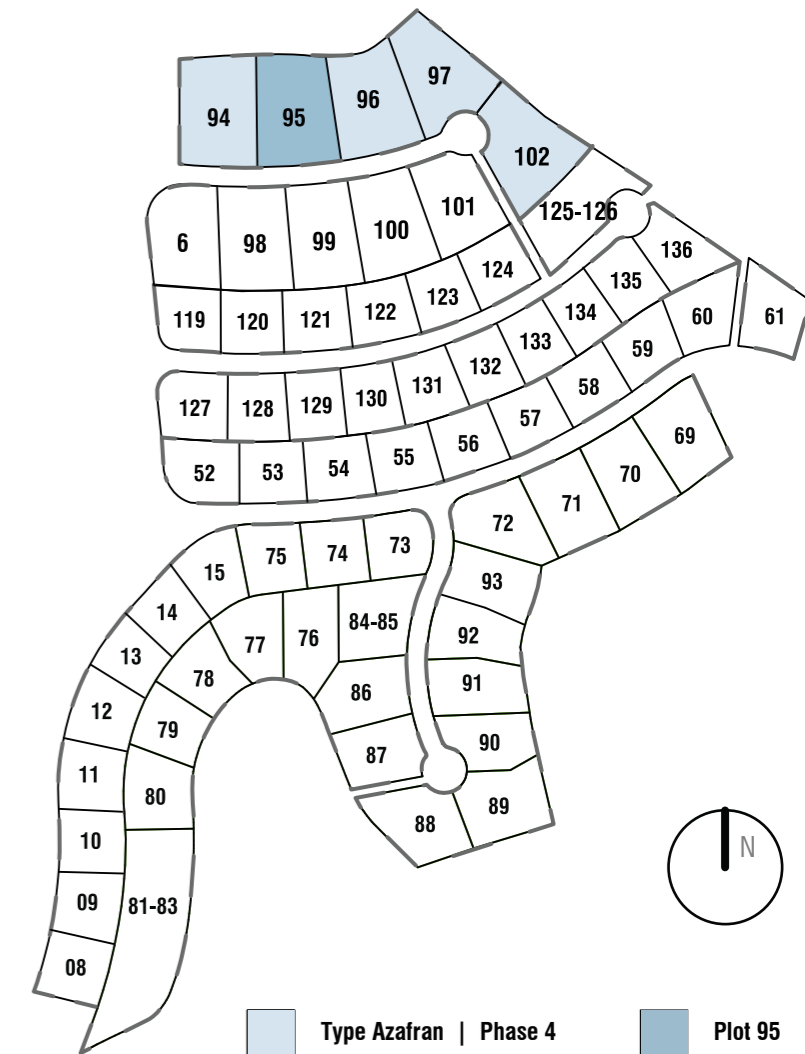 94 95 96 97
102
125-126
6 98 99 100 101
119 120 121 122 123 124
136
127 128 129 130 131 132 133 134 135
52 53 54 55 56 57 58 59 60 61
15 75 74 73 72 71 70 69
14 77 76 84-85 93
13 78 86 92
12 79 87 91
11 80 90
10 88 89
09 81-83
08
N
Type Azafran | Phase 4 Plot 95